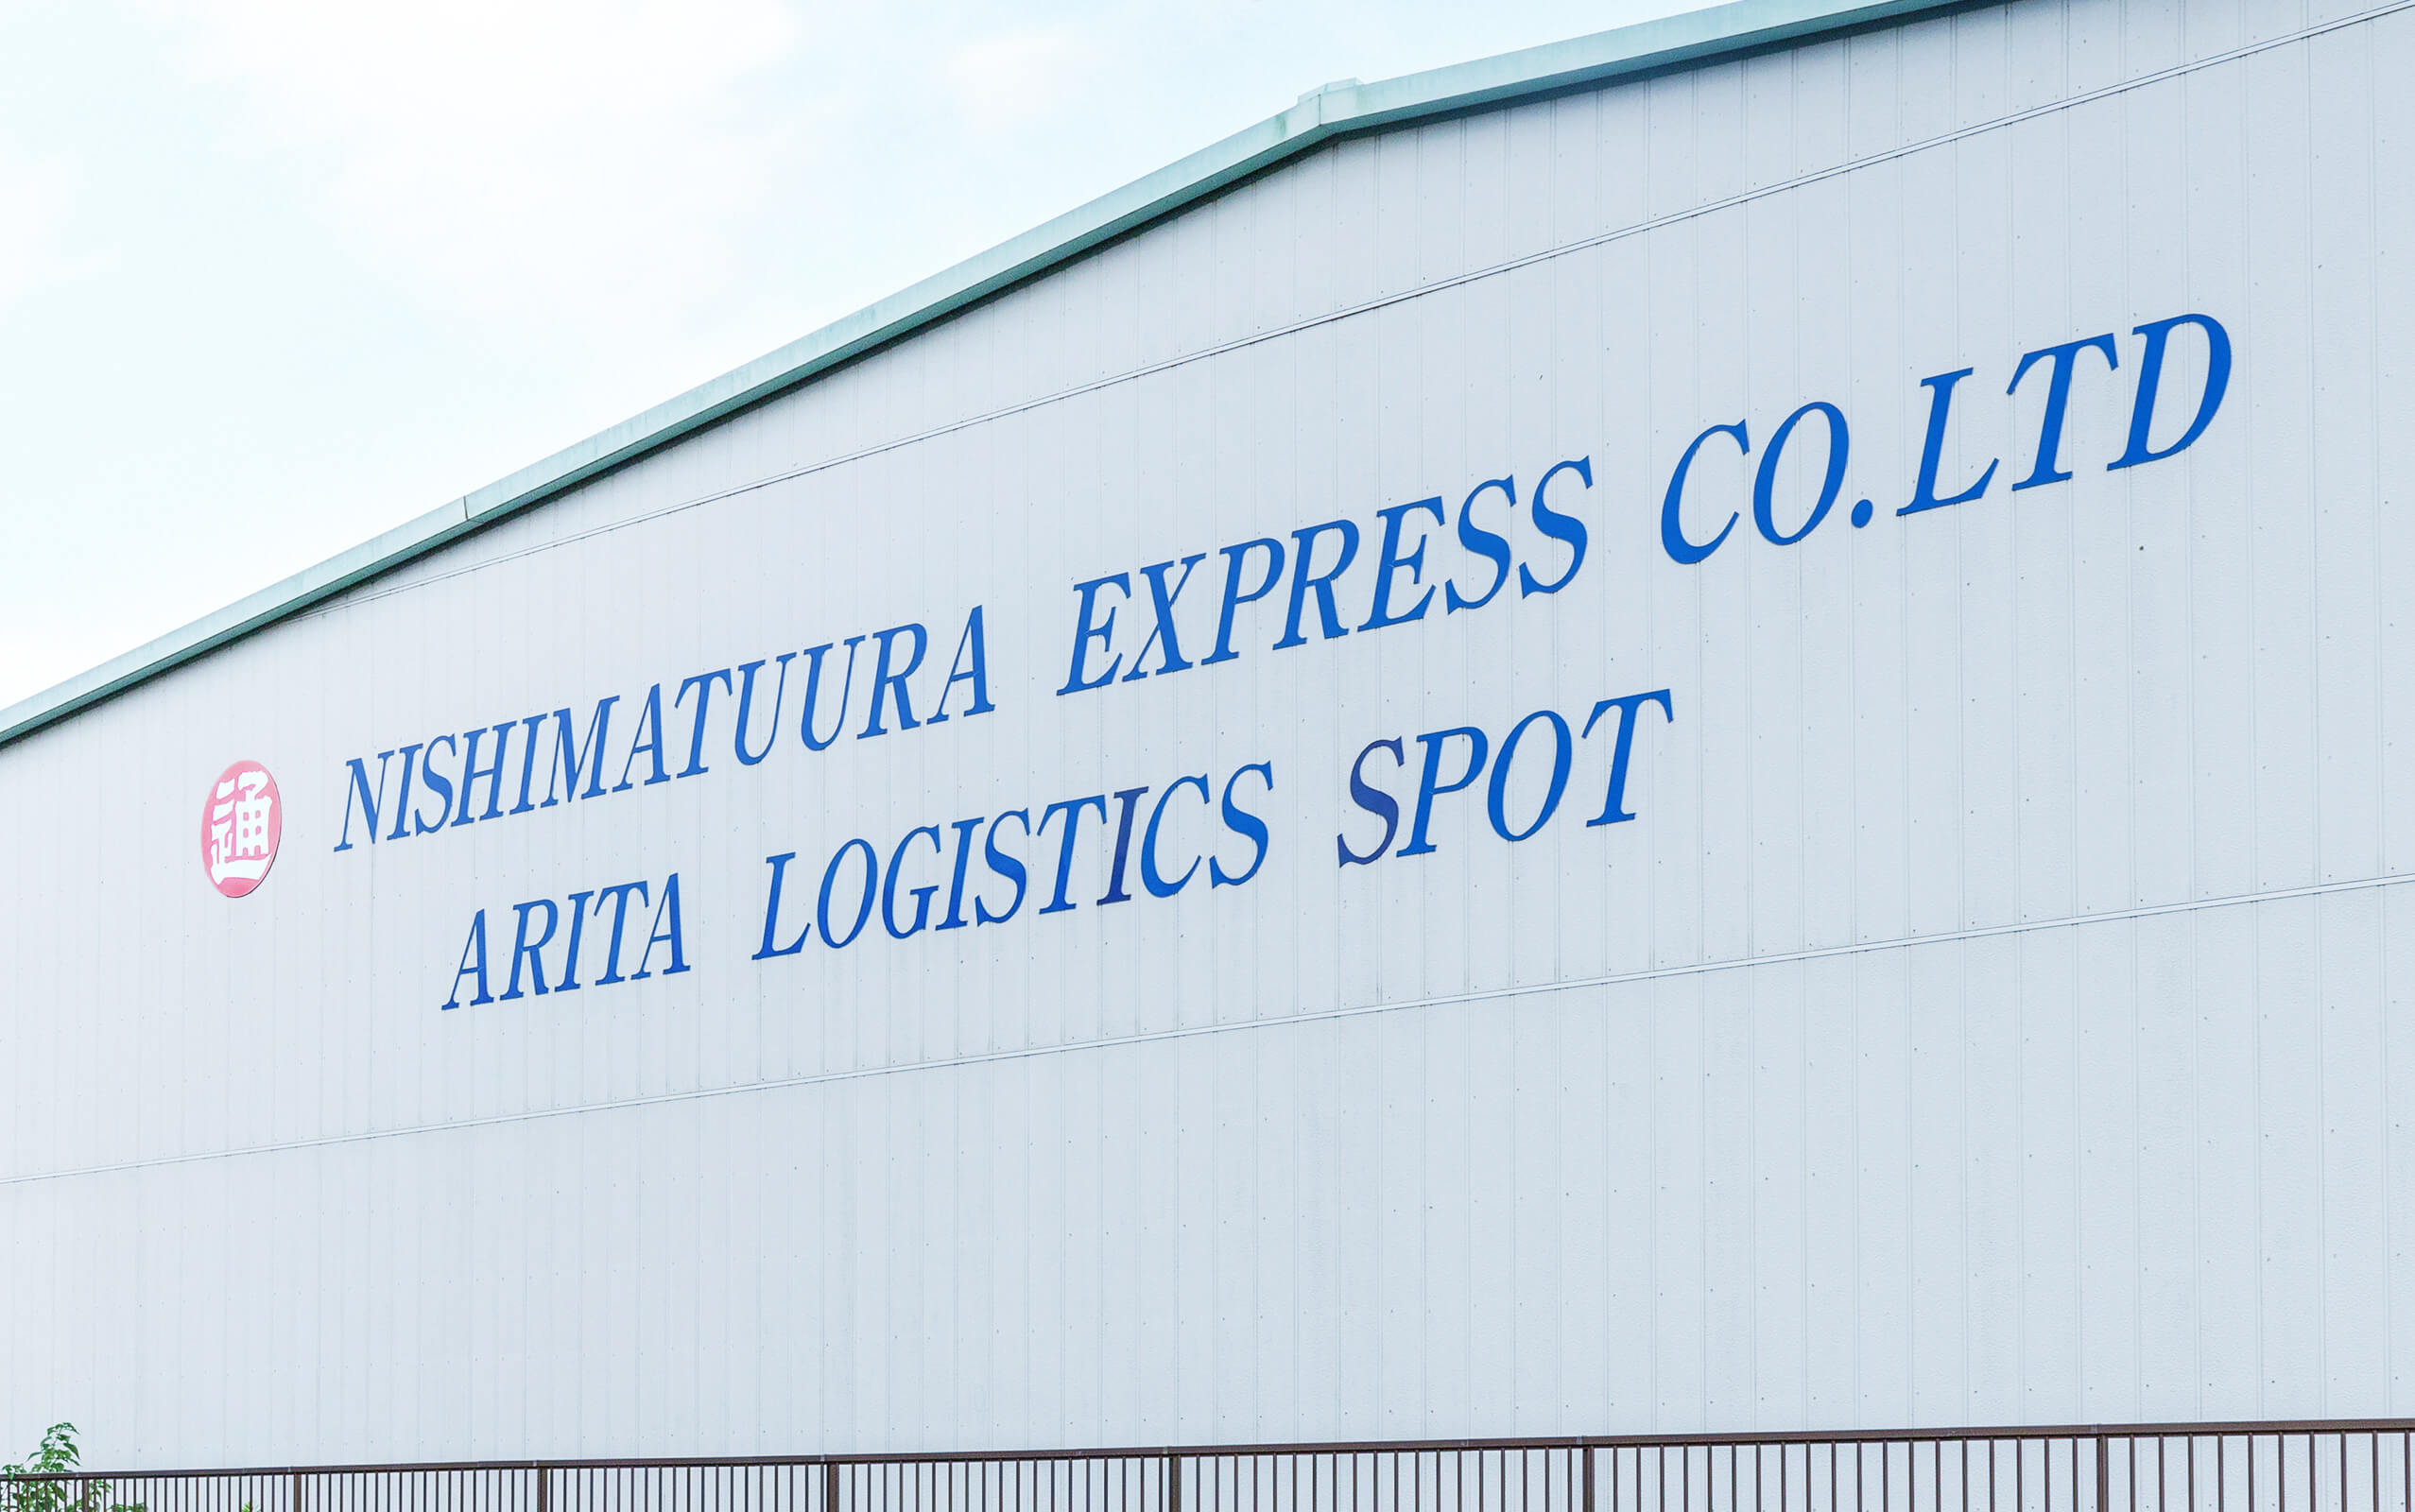 通 NISHIMATUURA EXPRESS CO.LTD
ARITA LOGISTICS SPOT